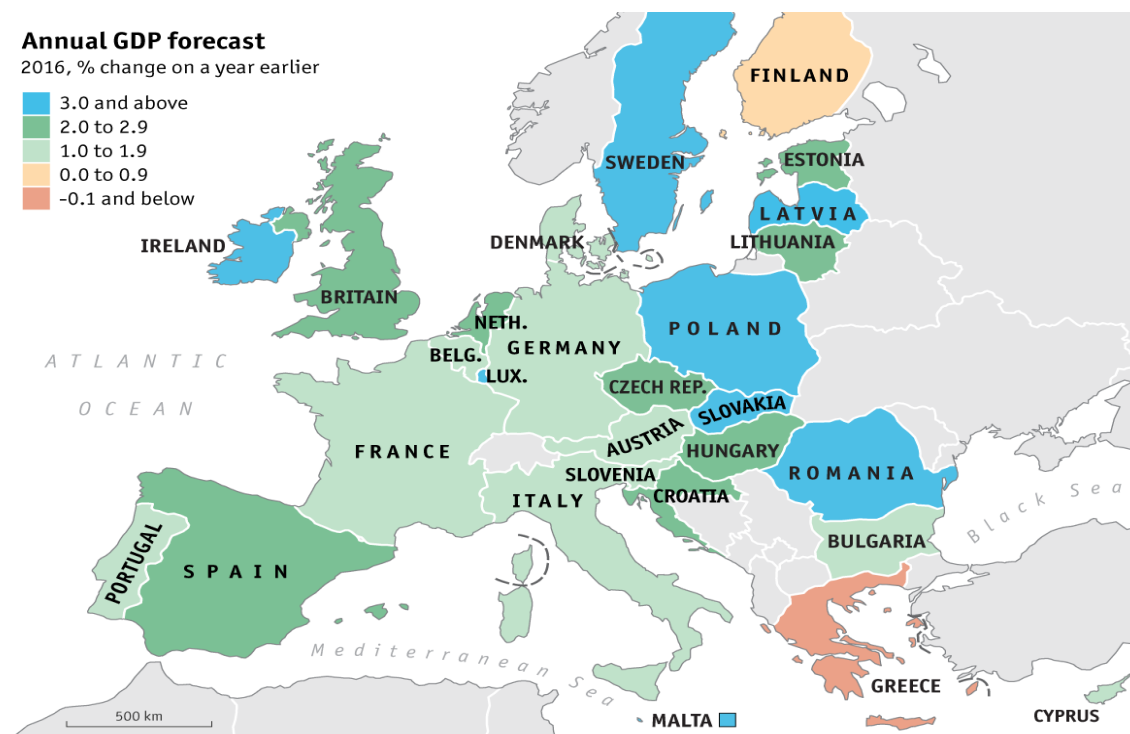 Annual GDP forecast
2016, % change on a year earlier
3.0 and above
2.0 to 2.9
1.0 to 1.9
0.0 to 0.9
-0.1 and below
FINLAND
SWEDEN
ESTONIA
LATVIA
LITHUANIA
IRELAND
DENMARK
BRITAIN
NETH.
POLAND
GERMANY
BELG.
LUX.
ATLANTIC
OCEAN
CZECH REP.
SLOVAKIA
AUSTRIA
FRANCE
HUNGARY
ROMANIA
SLOVENIA
CROATIA
ITALY
Black Sea
BULGARIA
PORTUGAL
SPAIN
Mediterranean Sea
GREECE
500 km
MALTA
CYPRUS